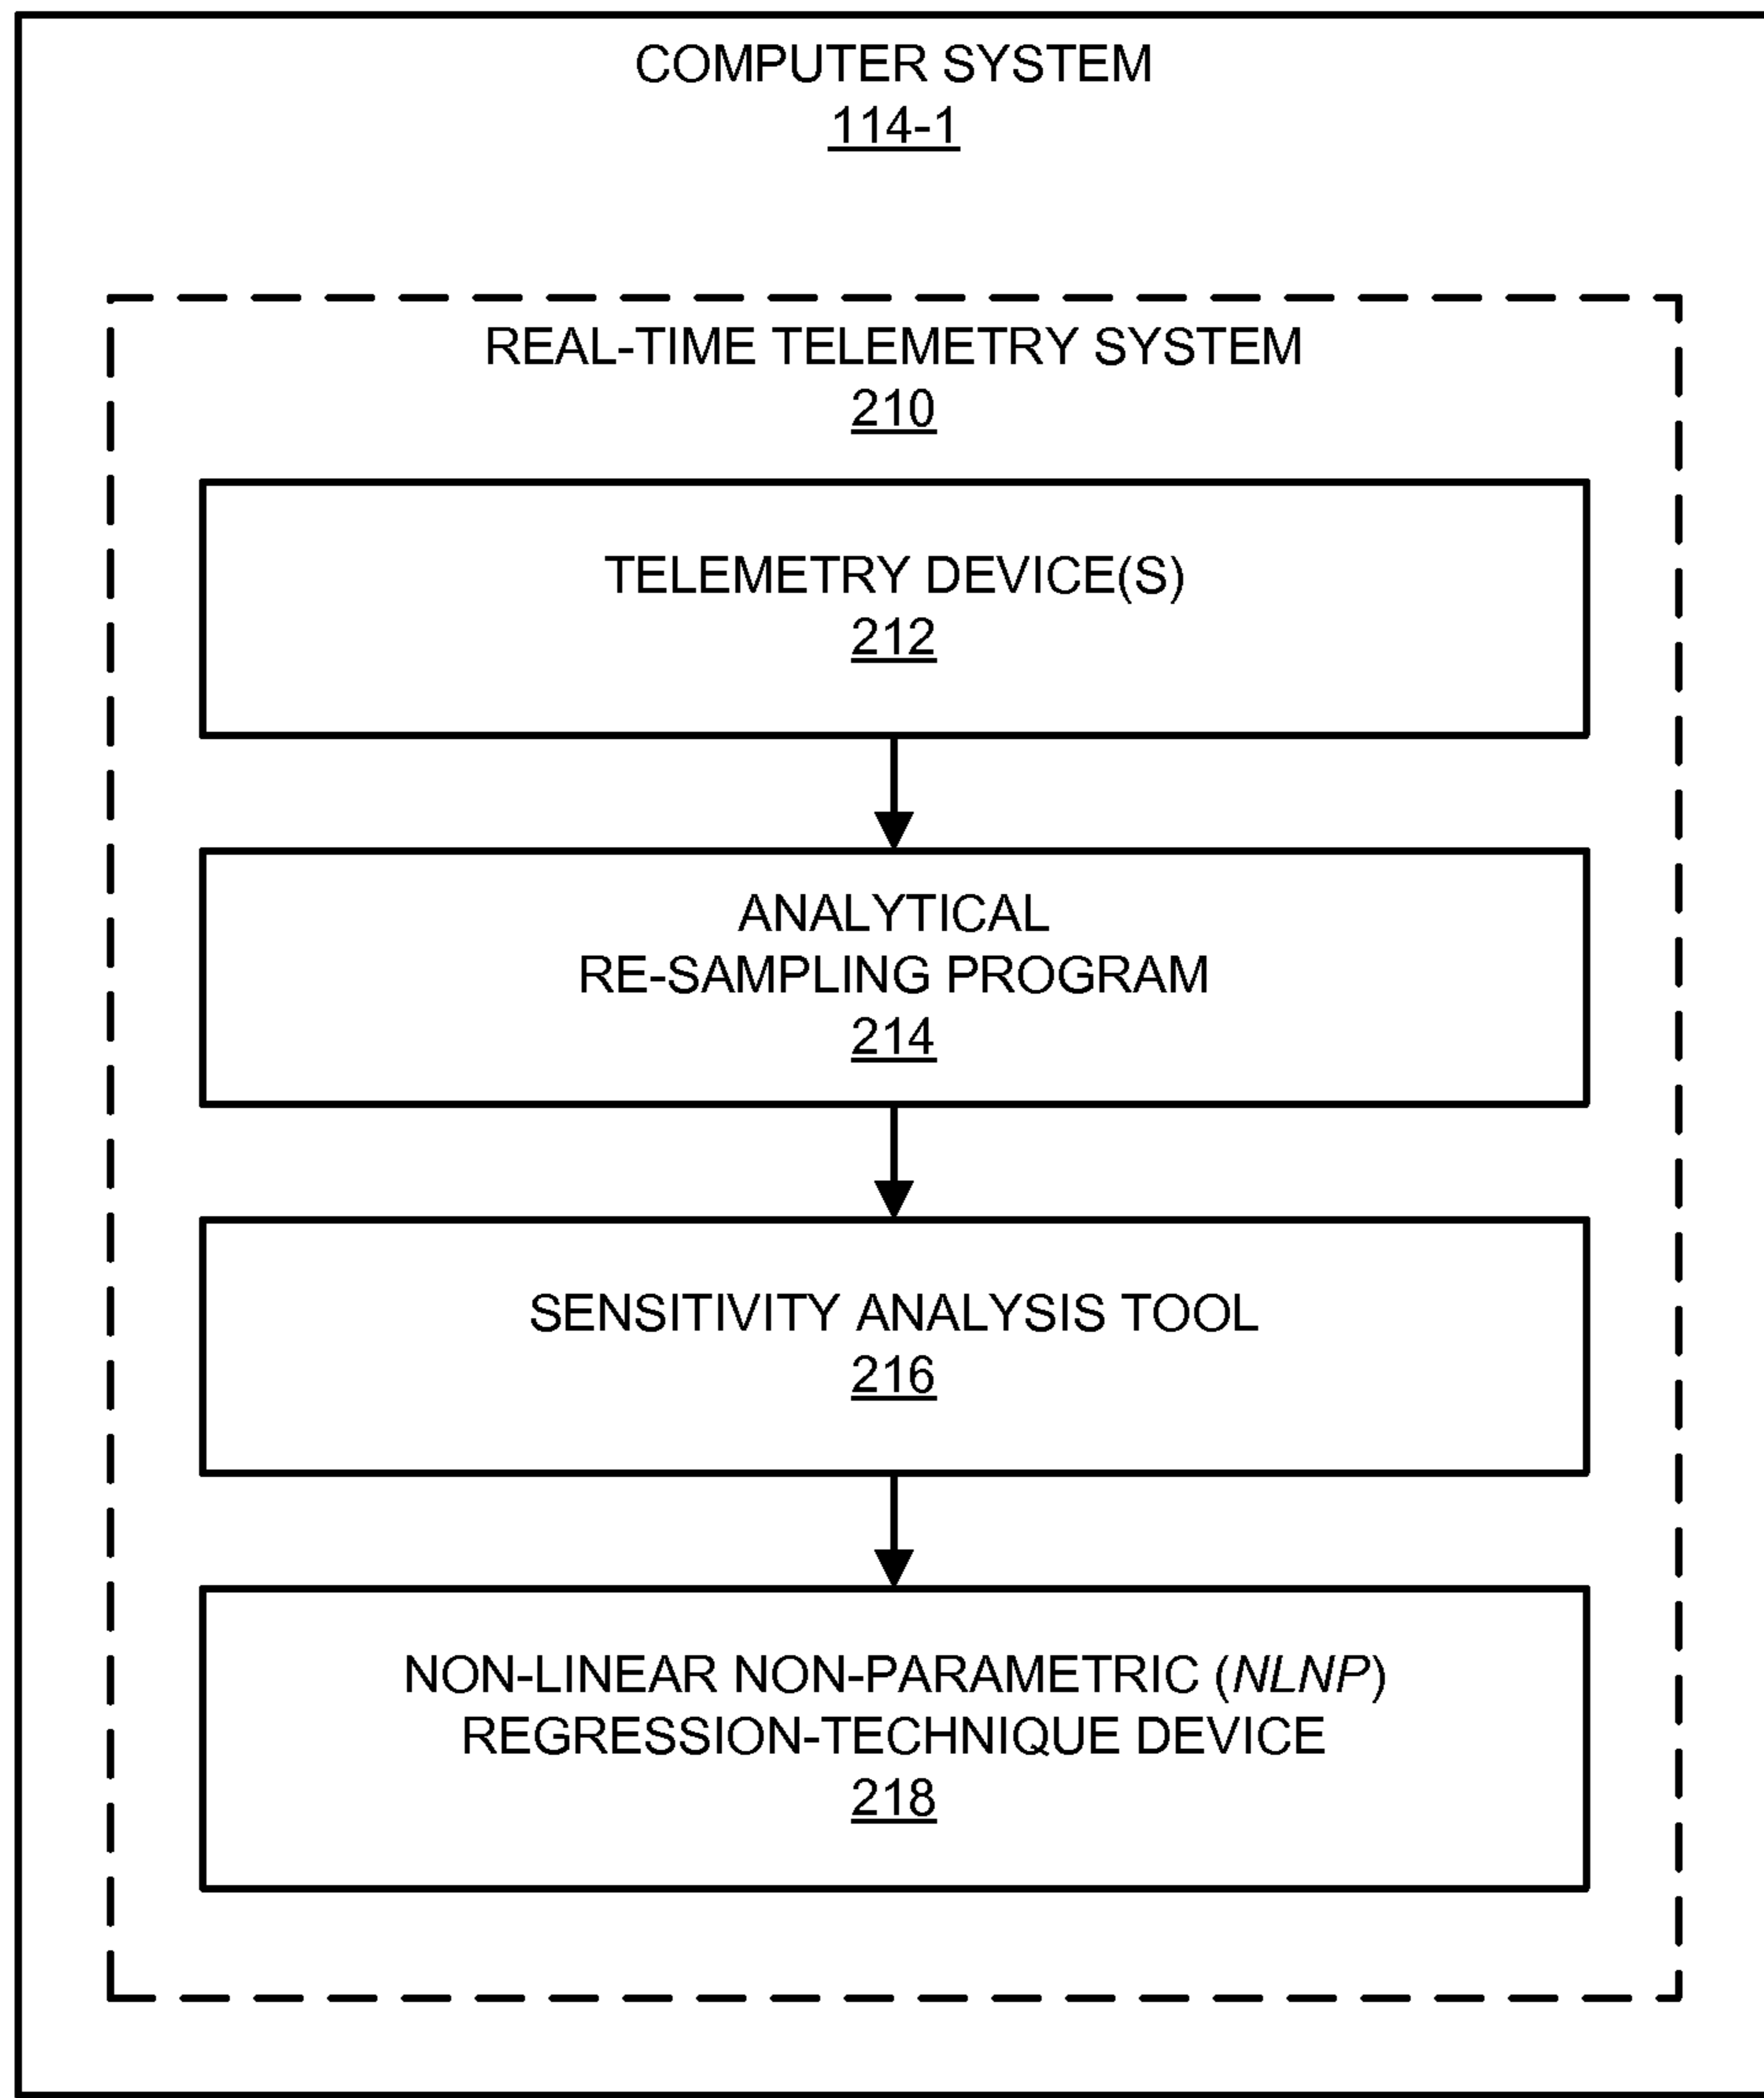 COMPUTER SYSTEM
114-1
REAL-TIME TELEMETRY SYSTEM
210
TELEMETRY DEVICE(S)
212
ANALYTICAL
RE-SAMPLING PROGRAM
214
SENSITIVITY ANALYSIS TOOL
216
NON-LINEAR NON-PARAMETRIC (NLNP)
REGRESSION-TECHNIQUE DEVICE
218